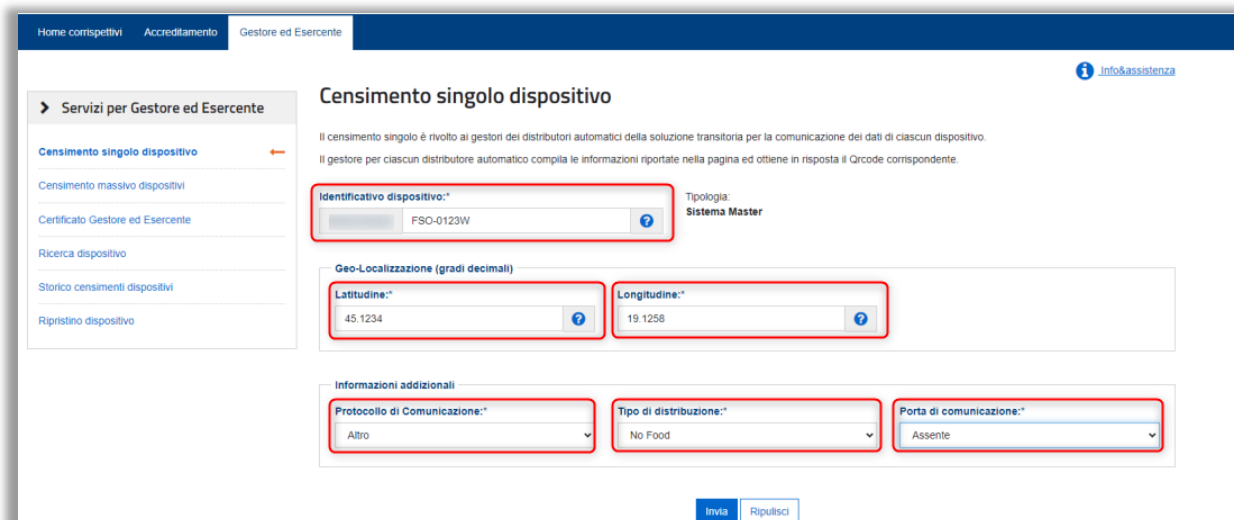 Home corrispettivi Accreditamento Gestore ed Esercente
Info&assistenza
Servizi per Gestore ed Esercente
Censimento singolo dispositivo
Censimento massivo dispositivi
Certificato Gestore ed Esercente
Ricerca dispositivo
Storico censimenti dispositivi
Ripristino dispositivo
Censimento singolo dispositivo
Il censimento singolo è rivolto ai gestori dei distributori automatici della soluzione transitoria per la comunicazione dei dati di ciascun dispositivo.
Il gestore per ciascun distributore automatico compila le informazioni riportate nella pagina ed ottiene in risposta il Qrcode corrispondente.
Identificativo dispositivo:*
FSO-0123W
Tipologia:
Sistema Master
Geo-Localizzazione (gradi decimali)
Latitudine:* Longitudine:*
45.1234 19.1258
Informazioni addizionali
Protocollo di Comunicazione:* Tipo di distribuzione:* Porta di comunicazione:*
Altro No Food Assente
Invia Ripulisci